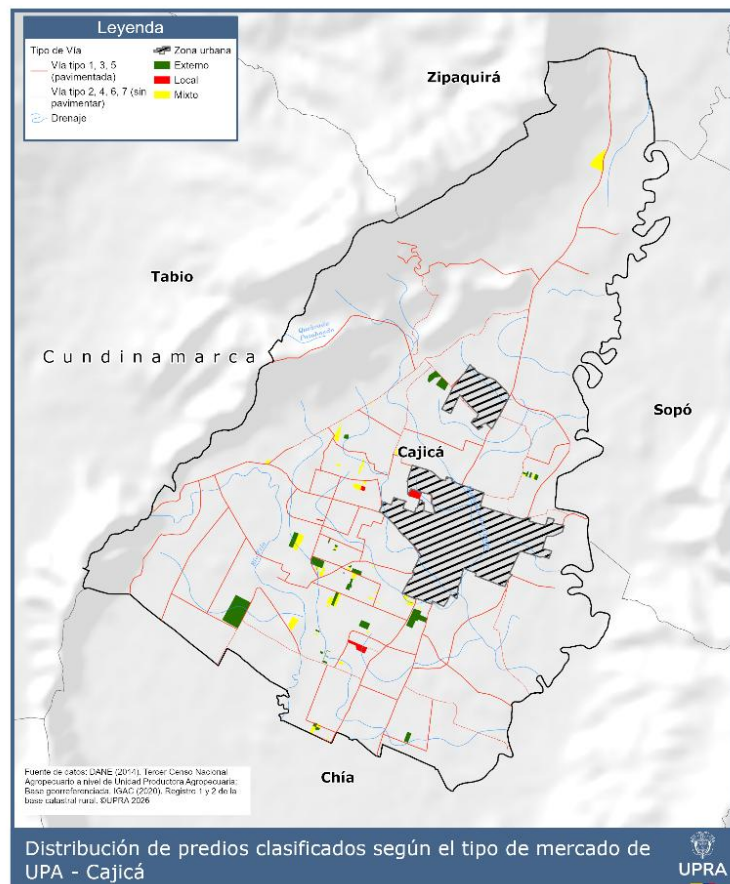 Leyenda
Tipo de Vía
Vía tipo 1, 3, 5
(pavimentada)
Vía tipo 2, 4, 6, 7 (sin
pavimentar)
Drenaje
Zona urbana
Externo
Local
Mixto
Zipaquirá
Tabio
Cundinamarca
Sopó
Cajicá
Chía
Fuente de datos: DANE (2014). Tercer Censo Nacional
Agropecuario a nivel de Unidad Productora Agropecuaria;
Base georreferenciada. IGAC (2020). Registro 1 y 2 de la
base catastral rural. ©UPRA 2026
Distribución de predios clasificados según el tipo de mercado de
UPA - Cajicá
UPRA